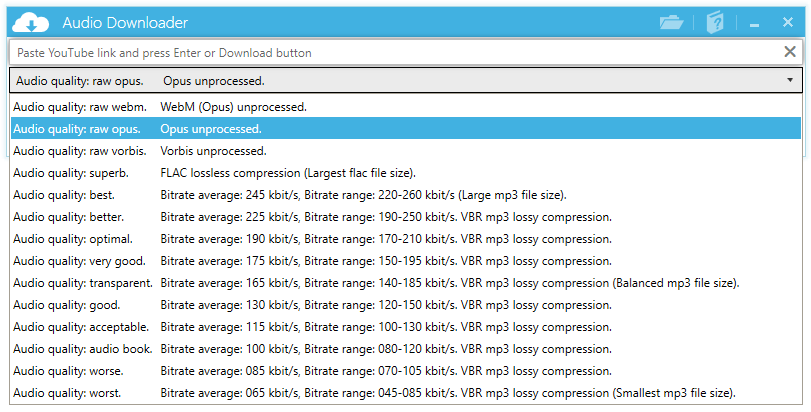 Audio Downloader
Paste YouTube link and press Enter or Download button
Audio quality: raw opus. Opus unprocessed.
Audio quality: raw webm. WebM (Opus) unprocessed.
Audio quality: raw opus. Opus unprocessed.
Audio quality: raw vorbis. Vorbis unprocessed.
Audio quality: superb. FLAC lossless compression (Largest flac file size).
Audio quality: best. Bitrate average: 245 kbit/s, Bitrate range: 220-260 kbit/s (Large mp3 file size).
Audio quality: better. Bitrate average: 225 kbit/s, Bitrate range: 190-250 kbit/s. VBR mp3 lossy compression.
Audio quality: optimal. Bitrate average: 190 kbit/s, Bitrate range: 170-210 kbit/s. VBR mp3 lossy compression.
Audio quality: very good. Bitrate average: 175 kbit/s, Bitrate range: 150-195 kbit/s. VBR mp3 lossy compression.
Audio quality: transparent. Bitrate average: 165 kbit/s, Bitrate range: 140-185 kbit/s. VBR mp3 lossy compression (Balanced mp3 file size).
Audio quality: good. Bitrate average: 130 kbit/s, Bitrate range: 120-150 kbit/s. VBR mp3 lossy compression.
Audio quality: acceptable. Bitrate average: 115 kbit/s, Bitrate range: 100-130 kbit/s. VBR mp3 lossy compression.
Audio quality: audio book. Bitrate average: 100 kbit/s, Bitrate range: 080-120 kbit/s. VBR mp3 lossy compression.
Audio quality: worse. Bitrate average: 085 kbit/s, Bitrate range: 070-105 kbit/s. VBR mp3 lossy compression.
Audio quality: worst. Bitrate average: 065 kbit/s, Bitrate range: 045-085 kbit/s. VBR mp3 lossy compression (Smallest mp3 file size).